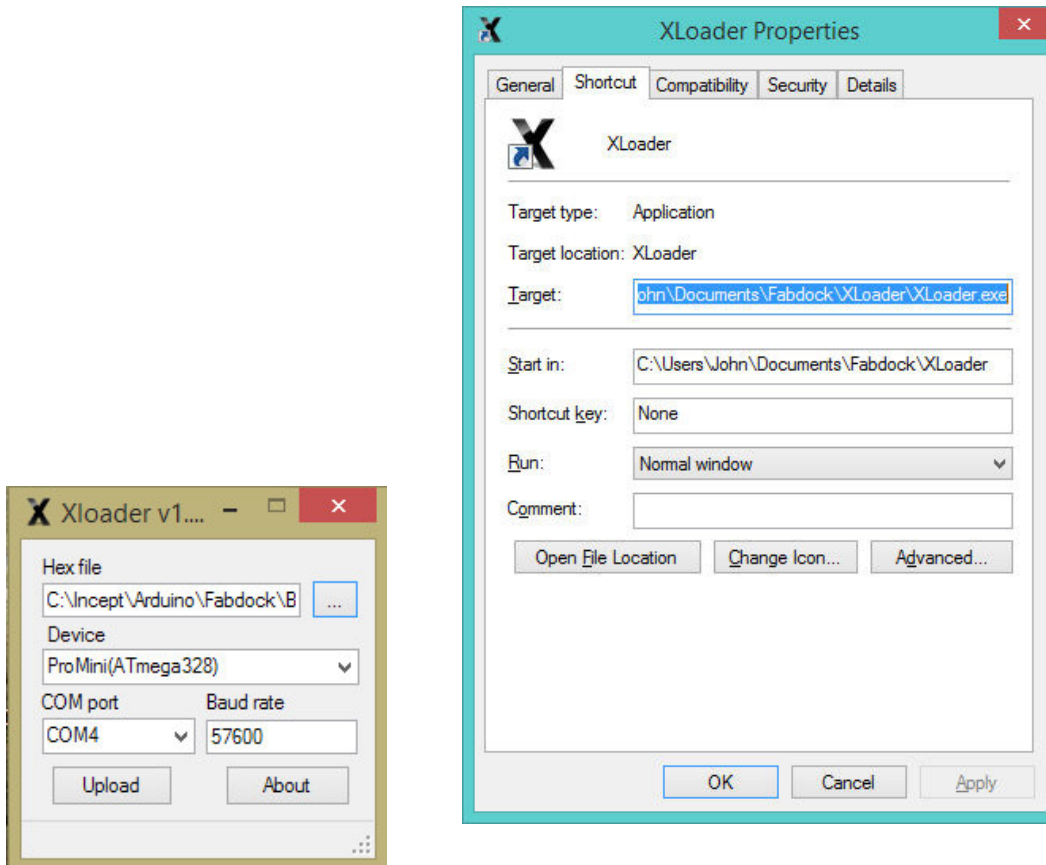 XLoader Properties
General Shortcut Compatibility Security Details
XLoader
Target type: Application
Target location: XLoader
Target: ohn\Documents\Fabdock\XLoader\XLoader.exe
Start in: C:\Users\John\Documents\Fabdock\XLoader
Shortcut key: None
Run: Normal window
Comment:
Open File Location Change Icon... Advanced...
OK Cancel Apply
Xloader v1....
Hex file
C:\Incept\Arduino\Fabdock\B ...
Device
ProMini(ATmega328)
COM port Baud rate
COM4 57600
Upload About